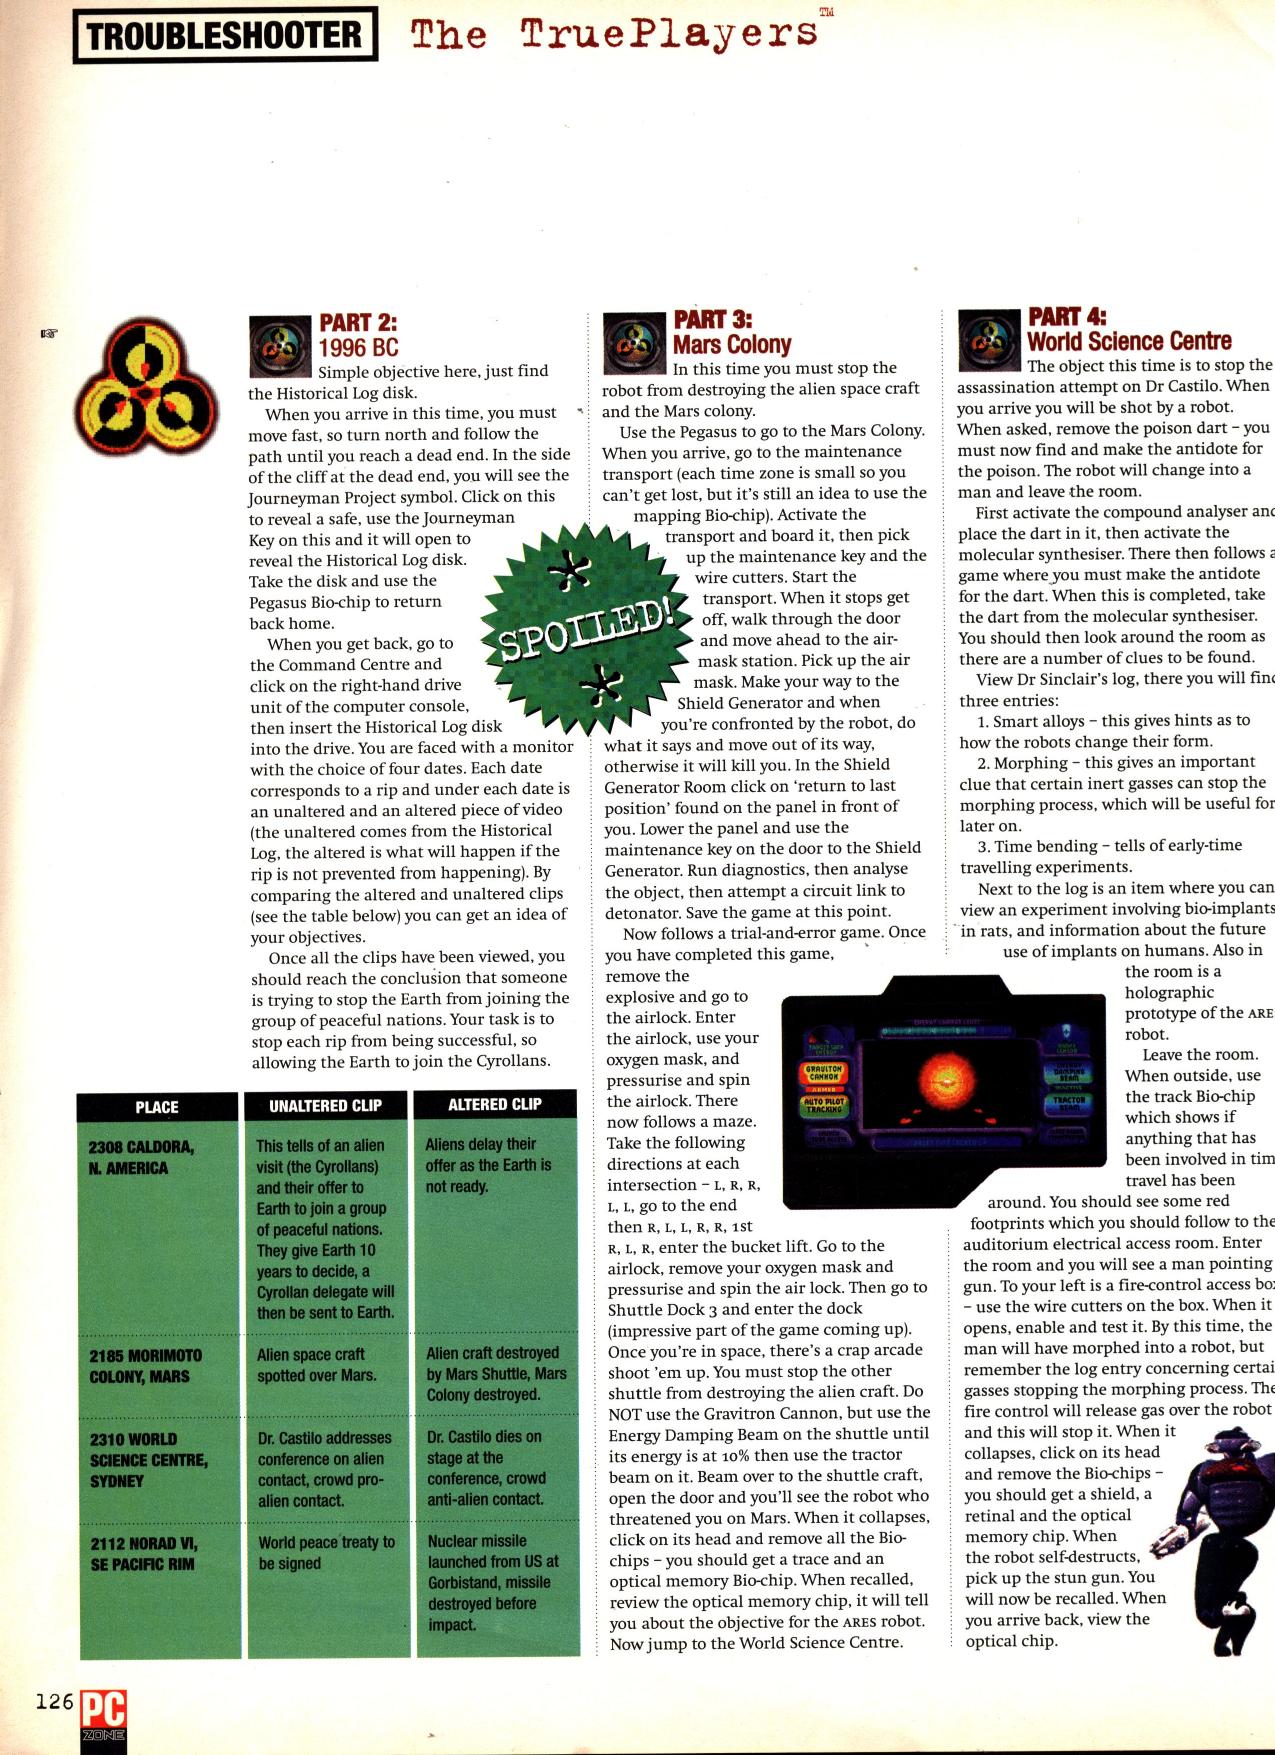 TROUBLESHOOTER
The TruePlayers™
PART 2:
1996 BC
Simple objective here, just find
the Historical Log disk.
When you arrive in this time, you must
move fast, so turn north and follow the
path until you reach a dead end. In the side
of the cliff at the dead end, you will see the
Journeyman Project symbol. Click on this
to reveal a safe, use the Journeyman
Key on this and it will open to
reveal the Historical Log disk.
Take the disk and use the
Pegasus Bio-chip to return
back home.
When you get back, go to
the Command Centre and
click on the right-hand drive
unit of the computer console,
then insert the Historical Log disk
into the drive. You are faced with a monitor
with the choice of four dates. Each date
corresponds to a rip and under each date is
an unaltered and an altered piece of video
(the unaltered comes from the Historical
Log, the altered is what will happen if the
rip is not prevented from happening). By
comparing the altered and unaltered clips
(see the table below) you can get an idea of
your objectives.
Once all the clips have been viewed, you
should reach the conclusion that someone
is trying to stop the Earth from joining the
group of peaceful nations. Your task is to
stop each rip from being successful, so
allowing the Earth to join the Cyrollans.
SPOILED!
PLACE
UNALTERED CLIP
ALTERED CLIP
2308 CALDORA,
N. AMERICA
This tells of an alien
visit (the Cyrollans)
and their offer to
Earth to join a group
of peaceful nations.
They give Earth 10
years to decide, a
Cyrollan delegate will
then be sent to Earth.
Aliens delay their
offer as the Earth is
not ready.
2185 MORIMOTO
COLONY, MARS
Alien space craft
spotted over Mars.
Alien craft destroyed
by Mars Shuttle, Mars
Colony destroyed.
2310 WORLD
SCIENCE CENTRE,
SYDNEY
Dr. Castilo addresses
conference on alien
contact, crowd pro-
alien contact.
Dr. Castilo dies on
stage at the
conference, crowd
anti-alien contact.
2112 NORAD VI,
SE PACIFIC RIM
World peace treaty to
be signed
Nuclear missile
launched from US at
Gorbistand, missile
destroyed before
impact.
PART 3:
Mars Colony
In this time you must stop the
robot from destroying the alien space craft
and the Mars colony.
Use the Pegasus to go to the Mars Colony.
When you arrive, go to the maintenance
transport (each time zone is small so you
can't get lost, but it's still an idea to use the
mapping Bio-chip). Activate the
transport and board it, then pick
up the maintenance key and the
wire cutters. Start the
transport. When it stops get
off, walk through the door
and move ahead to the air-
mask station. Pick up the air
mask. Make your way to the
Shield Generator and when
you're confronted by the robot, do
what it says and move out of its way,
otherwise it will kill you. In the Shield
Generator Room click on 'return to last
position' found on the panel in front of
you. Lower the panel and use the
maintenance key on the door to the Shield
Generator. Run diagnostics, then analyse
the object, then attempt a circuit link to
detonator. Save the game at this point.
Now follows a trial-and-error game. Once
you have completed this game,
remove the
explosive and go to
the airlock. Enter
the airlock, use your
oxygen mask, and
pressurise and spin
the airlock. There
now follows a maze.
Take the following
directions at each
intersection – L, R, R,
L, L, go to the end
then R, L, L, R, R, 1st
R, L, R, enter the bucket lift. Go to the
airlock, remove your oxygen mask and
pressurise and spin the air lock. Then go to
Shuttle Dock 3 and enter the dock
(impressive part of the game coming up).
Once you're in space, there's a crap arcade
shoot 'em up. You must stop the other
shuttle from destroying the alien craft. Do
NOT use the Gravitron Cannon, but use the
Energy Damping Beam on the shuttle until
its energy is at 10% then use the tractor
beam on it. Beam over to the shuttle craft,
open the door and you'll see the robot who
threatened you on Mars. When it collapses,
click on its head and remove all the Bio-
chips – you should get a trace and an
optical memory Bio-chip. When recalled,
review the optical memory chip, it will tell
you about the objective for the ARES robot.
Now jump to the World Science Centre.
GRAVITON
CANNON
ARMED
AUTO PILOT
TRACKING
ENERGY
DAMPING
BEAM
TRACTOR
BEAM
PART 4:
World Science Centre
The object this time is to stop the
assassination attempt on Dr Castilo. When
you arrive you will be shot by a robot.
When asked, remove the poison dart – you
must now find and make the antidote for
the poison. The robot will change into a
man and leave the room.
First activate the compound analyser and
place the dart in it, then activate the
molecular synthesiser. There then follows a
game where you must make the antidote
for the dart. When this is completed, take
the dart from the molecular synthesiser.
You should then look around the room as
there are a number of clues to be found.
View Dr Sinclair's log, there you will find
three entries:
1. Smart alloys – this gives hints as to
how the robots change their form.
2. Morphing – this gives an important
clue that certain inert gasses can stop the
morphing process, which will be useful for
later on.
3. Time bending – tells of early-time
travelling experiments.
Next to the log is an item where you can
view an experiment involving bio-implants
in rats, and information about the future
use of implants on humans. Also in
the room is a
holographic
prototype of the ARE
robot.
Leave the room.
When outside, use
the track Bio-chip
which shows if
anything that has
been involved in tim
travel has been
around. You should see some red
footprints which you should follow to the
auditorium electrical access room. Enter
the room and you will see a man pointing
gun. To your left is a fire-control access box
– use the wire cutters on the box. When it
opens, enable and test it. By this time, the
man will have morphed into a robot, but
remember the log entry concerning certai
gasses stopping the morphing process. The
fire control will release gas over the robot
and this will stop it. When it
collapses, click on its head
and remove the Bio-chips –
you should get a shield, a
retinal and the optical
memory chip. When
the robot self-destructs,
pick up the stun gun. You
will now be recalled. When
you arrive back, view the
optical chip.
126
PC
ZONE